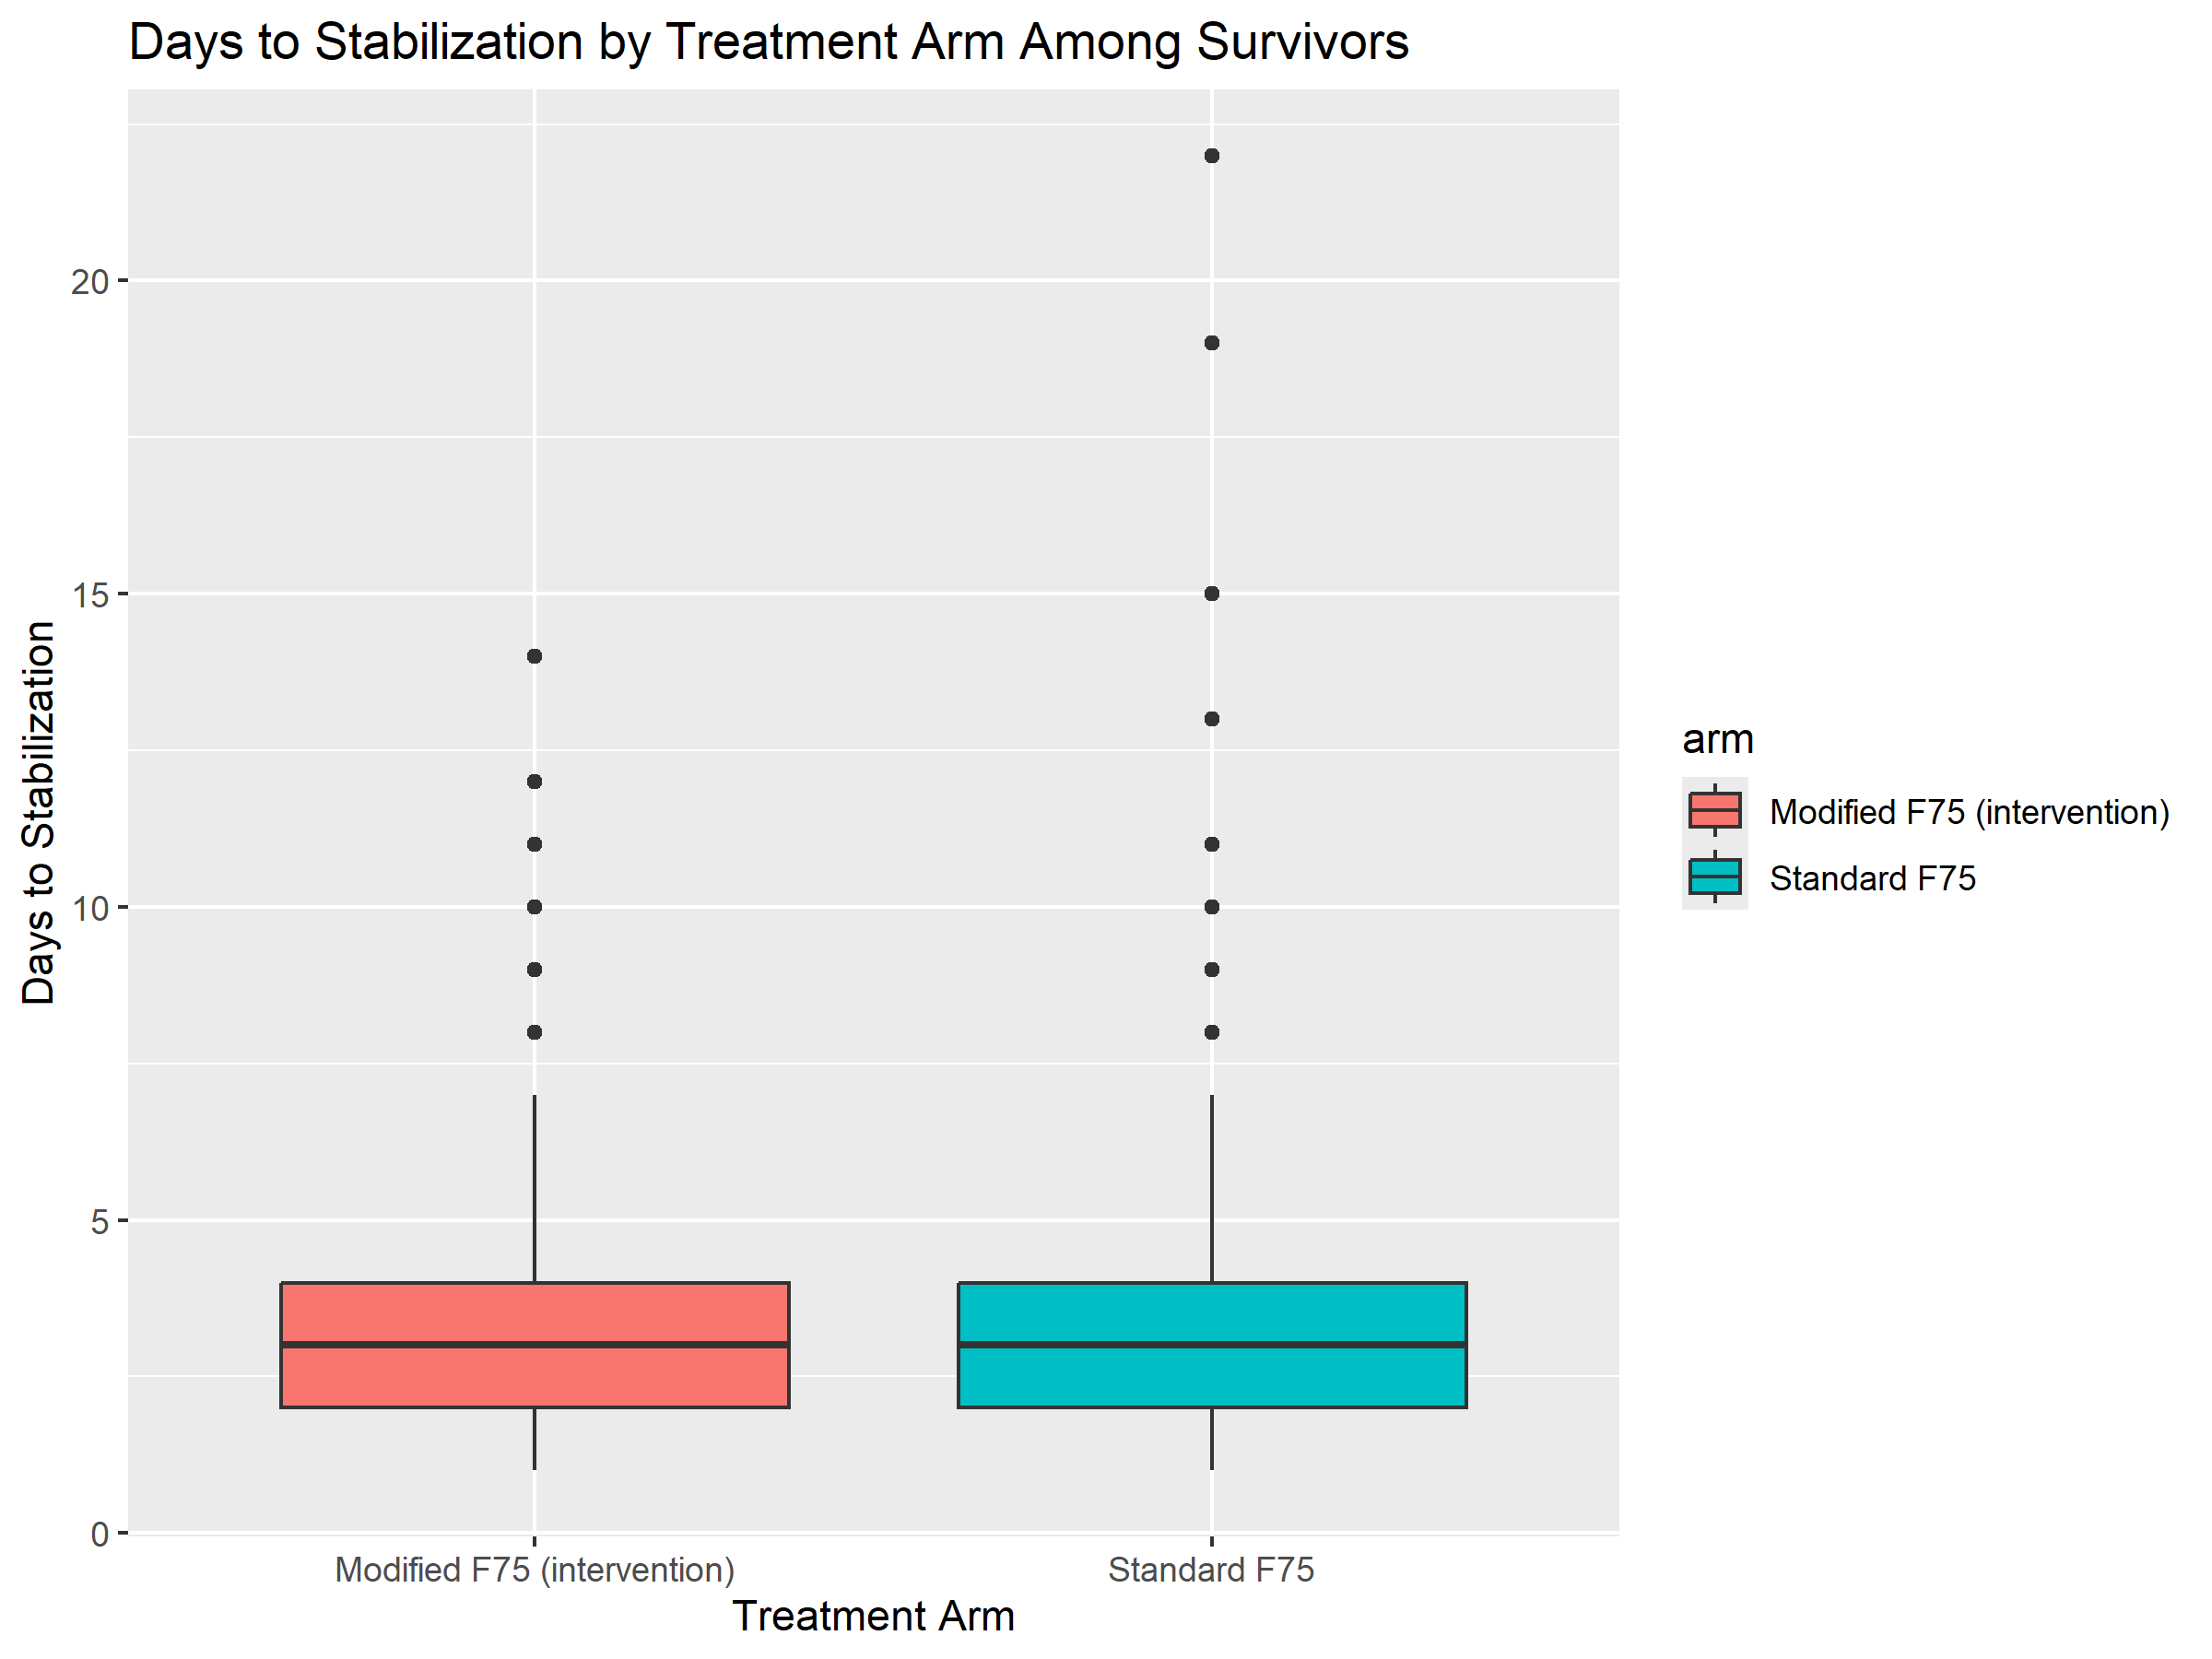 Days to Stabilization by Treatment Arm Among Survivors
Days to Stabilization
20
15
10
5
0
Modified F75 (intervention)
Standard F75
Treatment Arm
arm
Modified F75 (intervention)
Standard F75